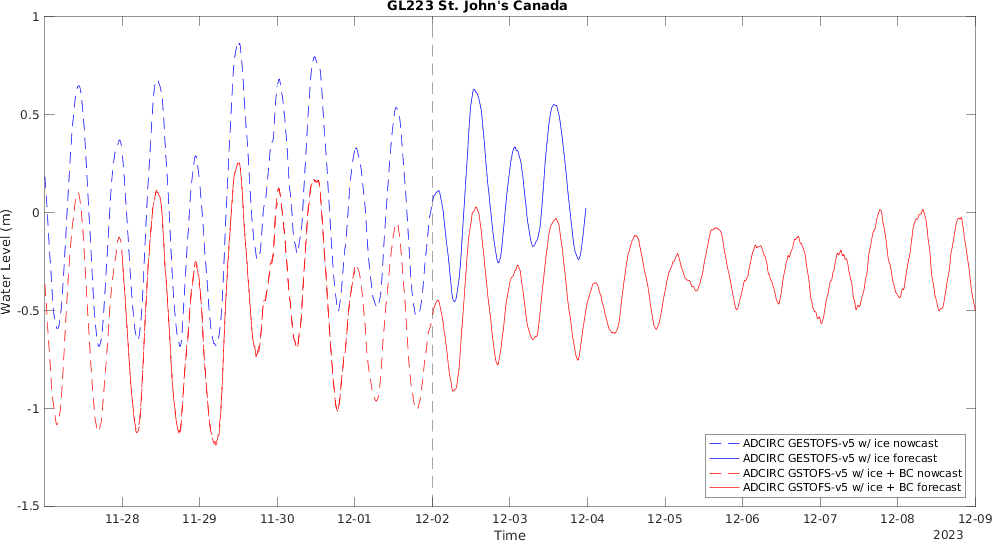 GL223 St. John's Canada
Water Level (m)
1
0.5
0
-0.5
-1
-1.5
ADCIRC GESTOFS-v5 w/ ice nowcast
ADCIRC GESTOFS-v5 w/ ice forecast
ADCIRC GSTOFS-v5 w/ ice + BC nowcast
ADCIRC GSTOFS-v5 w/ ice + BC forecast
11-28 11-29 11-30 12-01 12-02 12-03 12-04 12-05 12-06 12-07 12-08 12-09
Time 2023